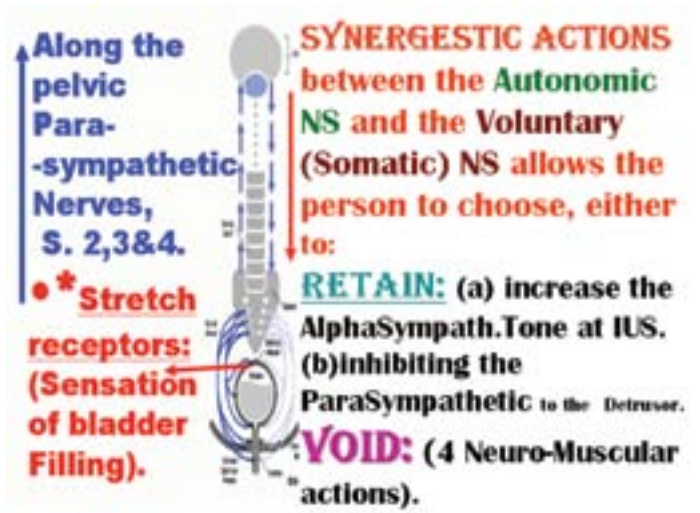 Along the
pelvic
Para-
-sympathetic
Nerves,
S. 2,3&4.
•*Stretch
receptors:
(Sensation
of bladder
Filling).
SYNERGESTIC ACTIONS
between the Autonomic
NS and the Voluntary
(Somatic) NS allows the
person to choose, either
to:
RETAIN: (a) increase the
AlphaSympath.Tone at IUS.
(b)inhibiting the
ParaSympathetic to the Detrusor.
VOID: (4 Neuro-Muscular
actions).